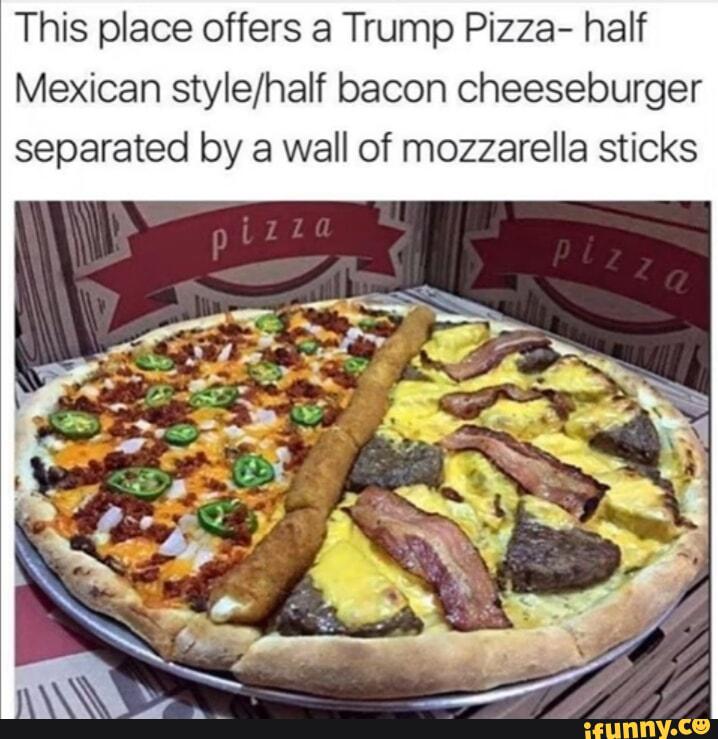 This place offers a Trump Pizza- half
Mexican style/half bacon cheeseburger
separated by a wall of mozzarella sticks
pizza
pizza
ifunny.co